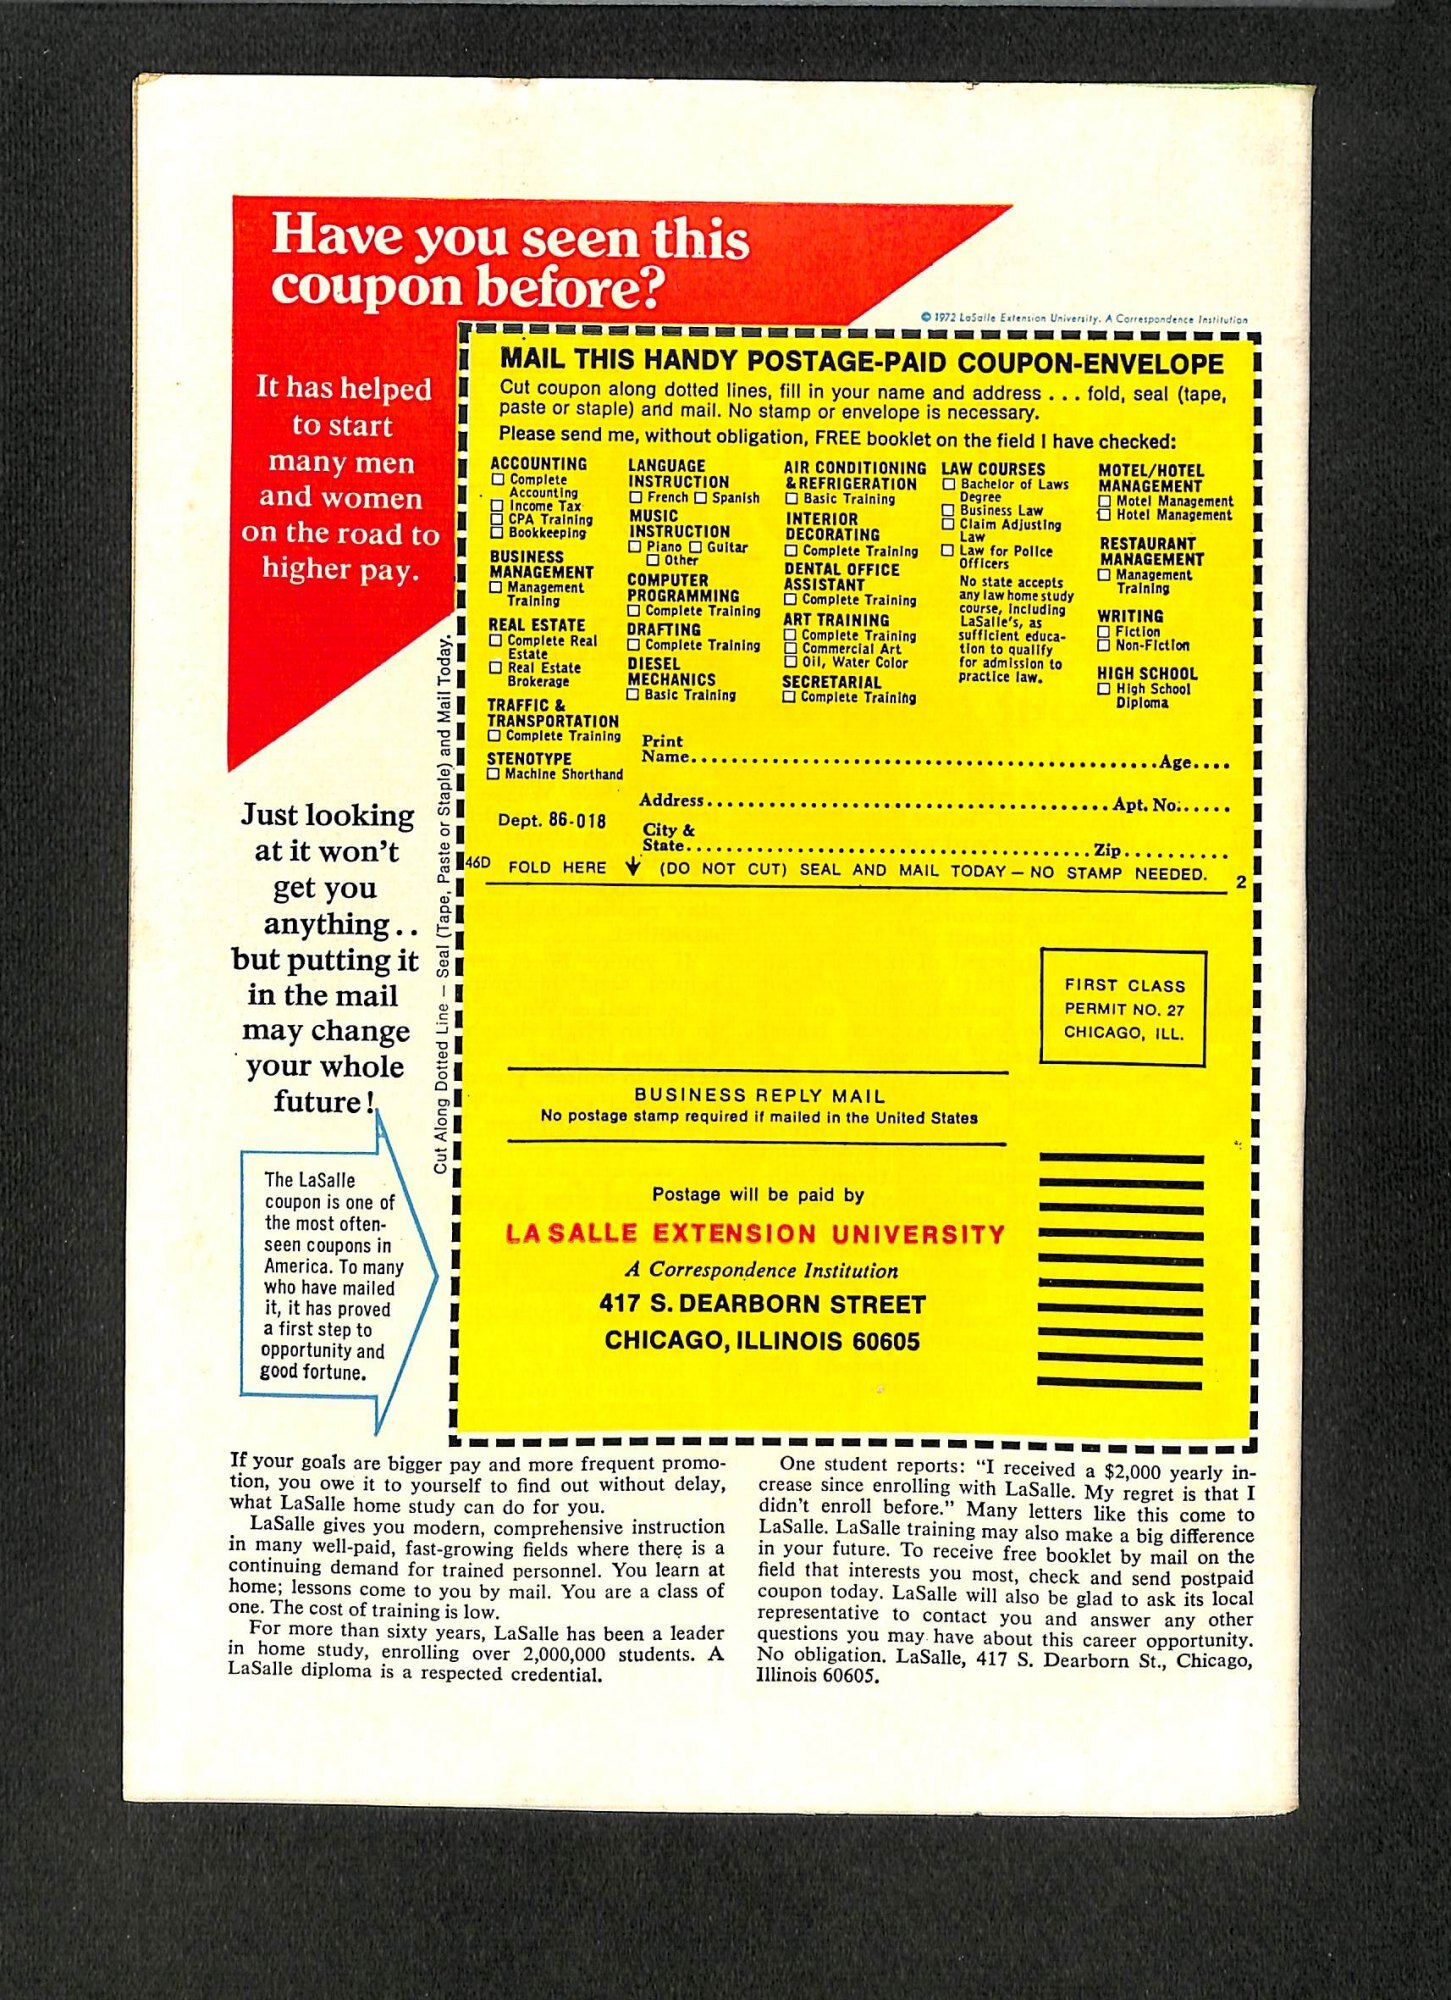 Have you seen this
coupon before?
It has helped
to start
many men
and women
on the road to
higher pay.
Just looking
at it won't
get you
anything..
but putting it
in the mail
may change
your whole
future!
The LaSalle
coupon is one of
the most often-
seen coupons in
America. To many
who have mailed
it, it has proved
a first step to
opportunity and
good fortune.
Cut Along Dotted Line — Seal (Tape, Paste or Staple) and Mail Today.
© 1972 LaSalle Extension University. A Correspondence Institution
MAIL THIS HANDY POSTAGE-PAID COUPON-ENVELOPE
Cut coupon along dotted lines, fill in your name and address . . . fold, seal (tape,
paste or staple) and mail. No stamp or envelope is necessary.
Please send me, without obligation, FREE booklet on the field I have checked:
ACCOUNTING
☐ Complete
Accounting
☐ Income Tax
☐ CPA Training
☐ Bookkeeping
BUSINESS
MANAGEMENT
☐ Management
Training
REAL ESTATE
☐ Complete Real
Estate
☐ Real Estate
Brokerage
TRAFFIC &
TRANSPORTATION
☐ Complete Training
STENOTYPE
☐ Machine Shorthand
LANGUAGE
INSTRUCTION
☐ French ☐ Spanish
MUSIC
INSTRUCTION
☐ Piano ☐ Guitar
☐ Other
COMPUTER
PROGRAMMING
☐ Complete Training
DRAFTING
☐ Complete Training
DIESEL
MECHANICS
☐ Basic Training
AIR CONDITIONING
& REFRIGERATION
☐ Basic Training
INTERIOR
DECORATING
☐ Complete Training
DENTAL OFFICE
ASSISTANT
☐ Complete Training
ART TRAINING
☐ Complete Training
☐ Commercial Art
☐ Oil, Water Color
SECRETARIAL
☐ Complete Training
LAW COURSES
☐ Bachelor of Laws
Degree
☐ Business Law
☐ Claim Adjusting
Law
☐ Law for Police
Officers
No state accepts
any law home study
course, including
LaSalle's, as
sufficient educa-
tion to qualify
for admission to
practice law.
MOTEL/HOTEL
MANAGEMENT
☐ Motel Management
☐ Hotel Management
RESTAURANT
MANAGEMENT
☐ Management
Training
WRITING
☐ Fiction
☐ Non-Fiction
HIGH SCHOOL
☐ High School
Diploma
Print
Name..............................................Age....
Address.......................................Apt. No......
Dept. 86-018
City &
State........................................Zip..........
46D FOLD HERE ↓ (DO NOT CUT) SEAL AND MAIL TODAY — NO STAMP NEEDED. 2
FIRST CLASS
PERMIT NO. 27
CHICAGO, ILL.
BUSINESS REPLY MAIL
No postage stamp required if mailed in the United States
Postage will be paid by
LA SALLE EXTENSION UNIVERSITY
A Correspondence Institution
417 S. DEARBORN STREET
CHICAGO, ILLINOIS 60605
If your goals are bigger pay and more frequent promo-
tion, you owe it to yourself to find out without delay,
what LaSalle home study can do for you.
LaSalle gives you modern, comprehensive instruction
in many well-paid, fast-growing fields where there is a
continuing demand for trained personnel. You learn at
home; lessons come to you by mail. You are a class of
one. The cost of training is low.
For more than sixty years, LaSalle has been a leader
in home study, enrolling over 2,000,000 students. A
LaSalle diploma is a respected credential.
One student reports: "I received a $2,000 yearly in-
crease since enrolling with LaSalle. My regret is that I
didn't enroll before." Many letters like this come to
LaSalle. LaSalle training may also make a big difference
in your future. To receive free booklet by mail on the
field that interests you most, check and send postpaid
coupon today. LaSalle will also be glad to ask its local
representative to contact you and answer any other
questions you may have about this career opportunity.
No obligation. LaSalle, 417 S. Dearborn St., Chicago,
Illinois 60605.